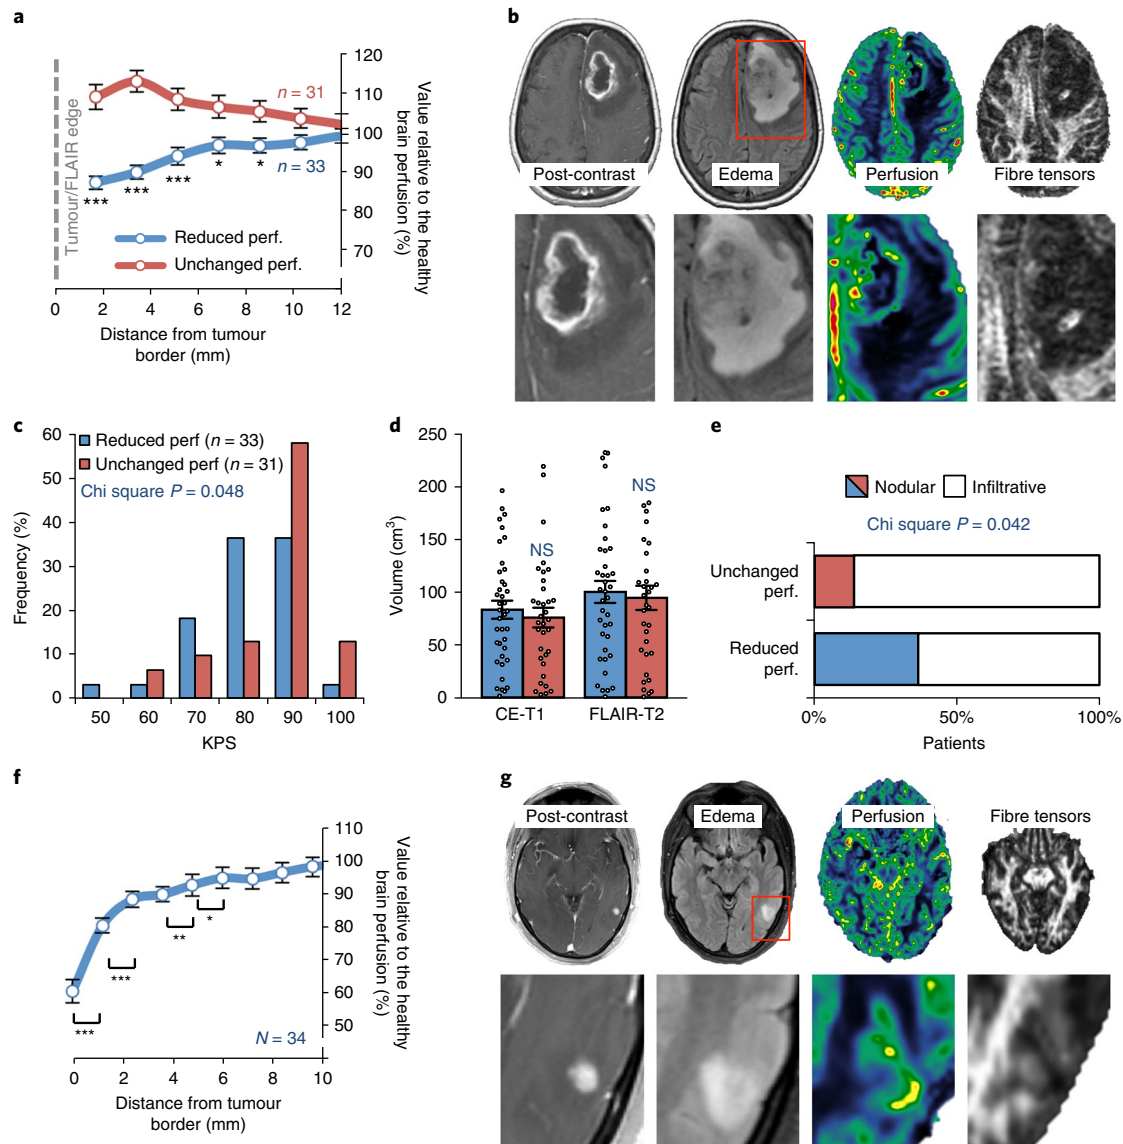 a
120
110
100
90
80
70
Value relative to the healthy
brain perfusion (%)
n = 31
n = 33
***
***
***
*
*
Tumour/FLAIR edge
Reduced perf.
Unchanged perf.
0
2
4
6
8
10
12
Distance from tumour
border (mm)
b
Post-contrast
Edema
Perfusion
Fibre tensors
c
60
50
40
30
20
10
0
Frequency (%)
Reduced perf (n = 33)
Unchanged perf (n = 31)
Chi square P = 0.048
50
60
70
80
90
100
KPS
d
250
200
150
100
50
0
Volume (cm³)
NS
NS
CE-T1
FLAIR-T2
e
Nodular
Infiltrative
Chi square P = 0.042
Unchanged
perf.
Reduced
perf.
0%
50%
100%
Patients
f
110
100
90
80
70
60
50
Value relative to the healthy
brain perfusion (%)
***
***
**
*
N = 34
0
2
4
6
8
10
Distance from tumour
border (mm)
g
Post-contrast
Edema
Perfusion
Fibre tensors